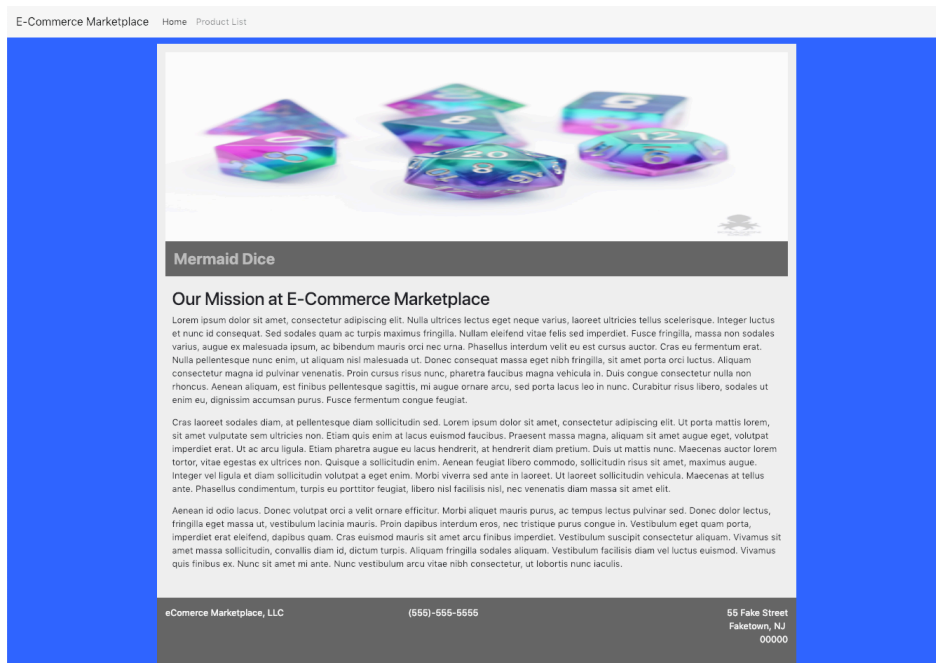 E-Commerce Marketplace Home Product List
Mermaid Dice
Our Mission at E-Commerce Marketplace
Lorem ipsum dolor sit amet, consectetur adipiscing elit. Nulla ultrices lectus eget neque varius, laoreet ultricies tellus scelerisque. Integer luctus
et nunc id consequat. Sed sodales quam ac turpis maximus fringilla. Nullam eleifend vitae felis sed imperdiet. Fusce fringilla, massa non sodales
varius, augue ex malesuada ipsum, ac bibendum mauris orci nec urna. Phasellus interdum velit eu est cursus auctor. Cras eu fermentum erat.
Nulla pellentesque nunc enim, ut aliquam nisl malesuada ut. Donec consequat massa eget nibh fringilla, sit amet porta orci luctus. Aliquam
consectetur magna id pulvinar venenatis. Proin cursus risus nunc, pharetra faucibus magna vehicula in. Duis congue consectetur nulla non
rhoncus. Aenean aliquam, est finibus pellentesque sagittis, mi augue ornare arcu, sed porta lacus leo in nunc. Curabitur risus libero, sodales ut
enim eu, dignissim accumsan purus. Fusce fermentum congue feugiat.
Cras laoreet sodales diam, at pellentesque diam sollicitudin sed. Lorem ipsum dolor sit amet, consectetur adipiscing elit. Ut porta mattis lorem,
sit amet vulputate sem ultricies non. Etiam quis enim at lacus euismod faucibus. Praesent massa magna, aliquam sit amet augue eget, volutpat
imperdiet erat. Ut ac arcu ligula. Etiam pharetra augue eu lacus hendrerit, at hendrerit diam pretium. Duis ut mattis nunc. Maecenas auctor lorem
tortor, vitae egestas ex ultrices non. Quisque a sollicitudin enim. Aenean feugiat libero commodo, sollicitudin risus sit amet, maximus augue.
Integer vel ligula et diam sollicitudin volutpat a eget enim. Morbi viverra sed ante in laoreet. Ut laoreet sollicitudin vehicula. Maecenas at tellus
ante. Phasellus condimentum, turpis eu porttitor feugiat, libero nisl facilisis nisl, nec venenatis diam massa sit amet elit.
Aenean id odio lacus. Donec volutpat orci a velit ornare efficitur. Morbi aliquet mauris purus, ac tempus lectus pulvinar sed. Donec dolor lectus,
fringilla eget massa ut, vestibulum lacinia mauris. Proin dapibus interdum eros, nec tristique purus congue in. Vestibulum eget quam porta,
imperdiet erat eleifend, dapibus quam. Cras euismod mauris sit amet arcu finibus imperdiet. Vestibulum suscipit consectetur aliquam. Vivamus sit
amet massa sollicitudin, convallis diam id, dictum turpis. Aliquam fringilla sodales aliquam. Vestibulum facilisis diam vel luctus euismod. Vivamus
quis finibus ex. Nunc sit amet mi ante. Nunc vestibulum arcu vitae nibh consectetur, ut lobortis nunc iaculis.
eComerce Marketplace, LLC (555)-555-5555 55 Fake Street
Faketown, NJ
00000